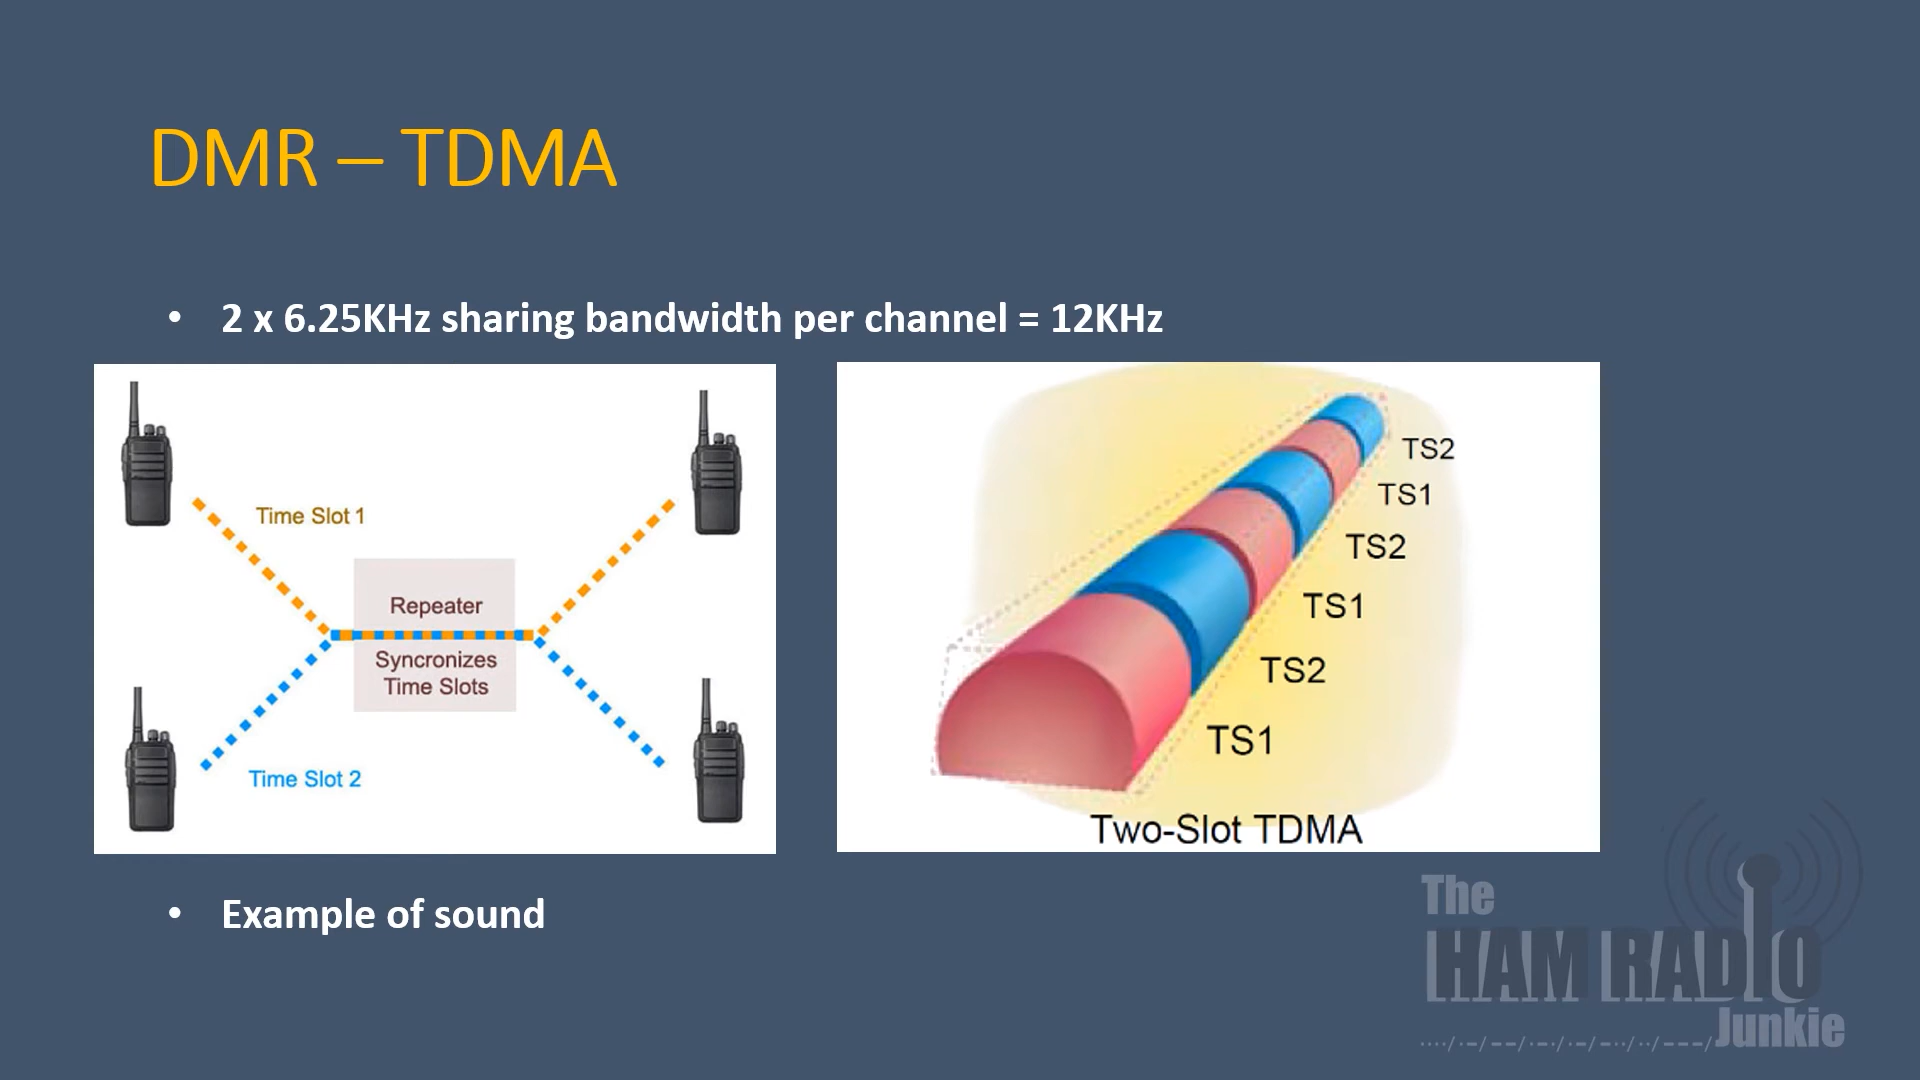 DMR – TDMA
• 2 x 6.25KHz sharing bandwidth per channel = 12KHz
Time Slot 1
Repeater
Syncronizes
Time Slots
Time Slot 2
TS2
TS1
TS2
TS1
TS2
TS1
Two-Slot TDMA
• Example of sound
The
HAM RADIO
Junkie
····/·–/––/·–·/·–/–··/··/–––/